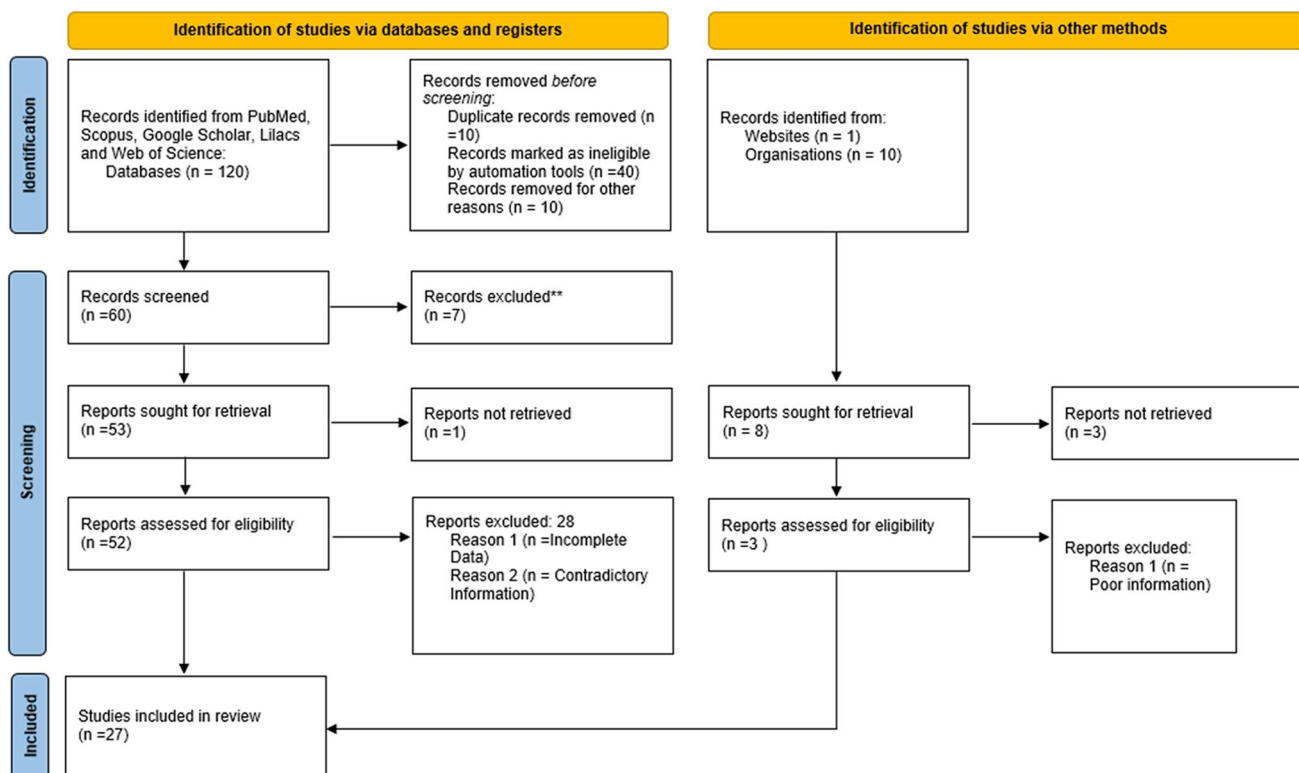 Identification of studies via databases and registers
Identification of studies via other methods
Identification
Records identified from PubMed,
Scopus, Google Scholar, Lilacs
and Web of Science:
Databases (n = 120)
Records removed before
screening:
Duplicate records removed (n
=10)
Records marked as ineligible
by automation tools (n =40)
Records removed for other
reasons (n = 10)
Records identified from:
Websites (n = 1)
Organisations (n = 10)
Screening
Records screened
(n =60)
Records excluded**
(n =7)
Reports sought for retrieval
(n =53)
Reports not retrieved
(n =1)
Reports sought for retrieval
(n = 8)
Reports not retrieved
(n =3)
Reports assessed for eligibility
(n =52)
Reports excluded: 28
Reason 1 (n =Incomplete
Data)
Reason 2 (n = Contradictory
Information)
Reports assessed for eligibility
(n =3 )
Reports excluded:
Reason 1 (n =
Poor information)
Included
Studies included in review
(n =27)